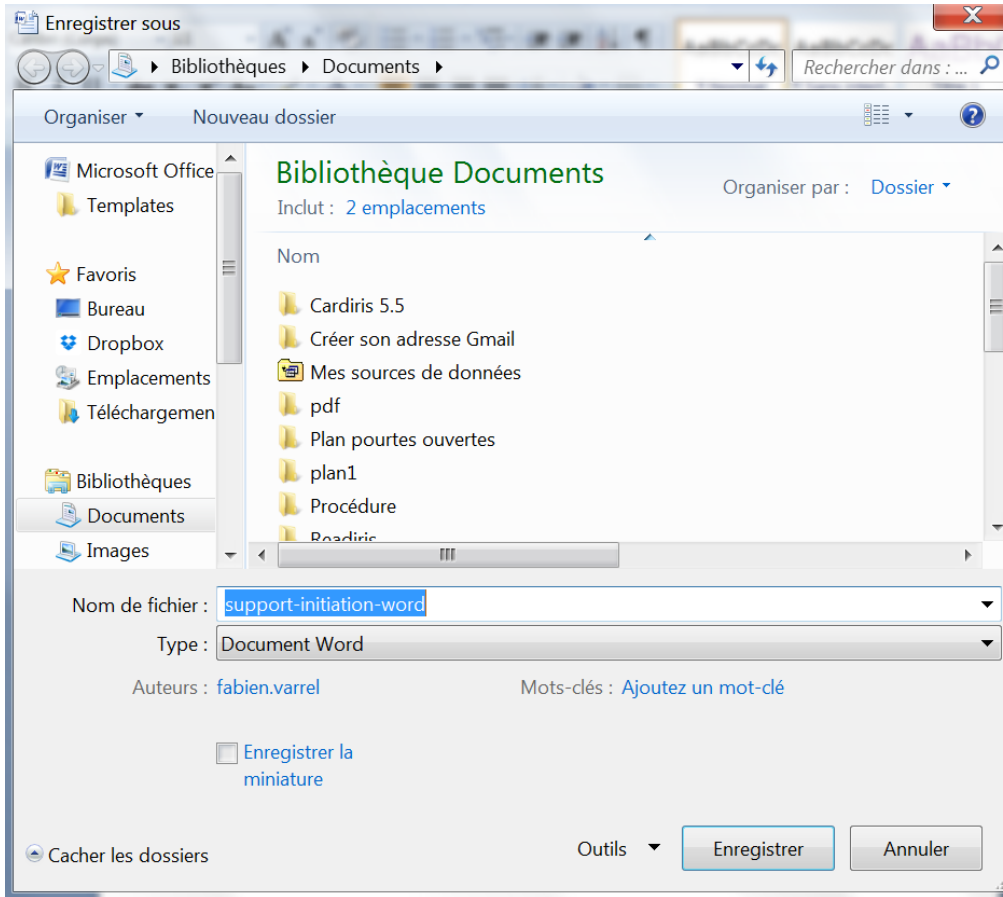 Enregistrer sous
Bibliothèques Documents
Rechercher dans : ...
Organiser Nouveau dossier
Microsoft Office
Templates
Favoris
Bureau
Dropbox
Emplacements
Téléchargemen
Bibliothèques
Documents
Images
Bibliothèque Documents
Inclut : 2 emplacements
Organiser par : Dossier
Nom
Cardiris 5.5
Créer son adresse Gmail
Mes sources de données
pdf
Plan pourtes ouvertes
plan1
Procédure
Readiris
Nom de fichier : support-initiation-word
Type : Document Word
Auteurs : fabien.varrel Mots-clés : Ajoutez un mot-clé
Enregistrer la
miniature
Cacher les dossiers Outils Enregistrer Annuler